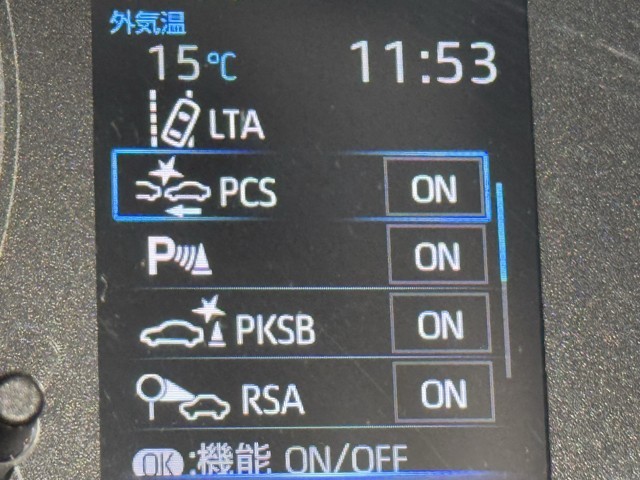 外気温
15℃ 11:53
LTA
PCS ON
P ON
PKSB ON
RSA ON
OK :機能 ON/OFF